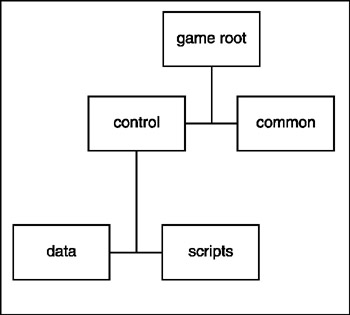 game root
control
common
data
scripts